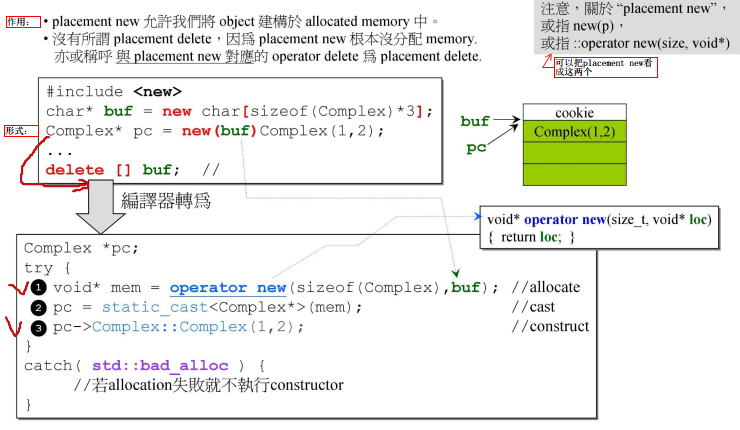 作用：
• placement new 允許我們將 object 建構於 allocated memory 中。
• 沒有所謂 placement delete，因爲 placement new 根本沒分配 memory.
亦或稱呼 與 placement new 對應的 operator delete 爲 placement delete.
注意，關於 “placement new”，
或指 new(p)，
或指 ::operator new(size, void*)
可以把placement new看
成这两个
形式：
#include <new>
char* buf = new char[sizeof(Complex)*3];
Complex* pc = new(buf)Complex(1,2);
...
delete [] buf; //
buf
pc
cookie
Complex(1,2)
編譯器轉爲
void* operator new(size_t, void* loc)
{ return loc; }
Complex *pc;
try {
❶ void* mem = operator new(sizeof(Complex),buf); //allocate
❷ pc = static_cast<Complex*>(mem); //cast
❸ pc->Complex::Complex(1,2); //construct
}
catch( std::bad_alloc ) {
//若allocation失敗就不執行constructor
}